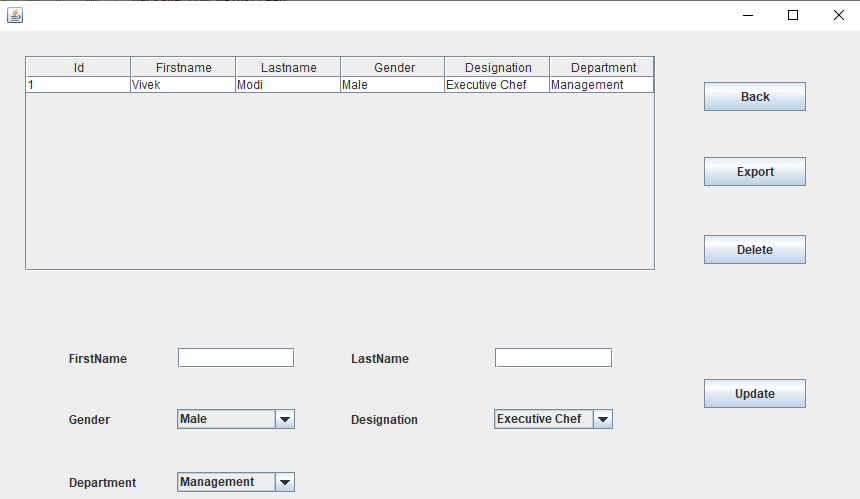 Id Firstname Lastname Gender Designation Department
1 Vivek Modi Male Executive Chef Management
Back
Export
Delete
FirstName LastName
Update
Gender Male Designation Executive Chef
Department Management